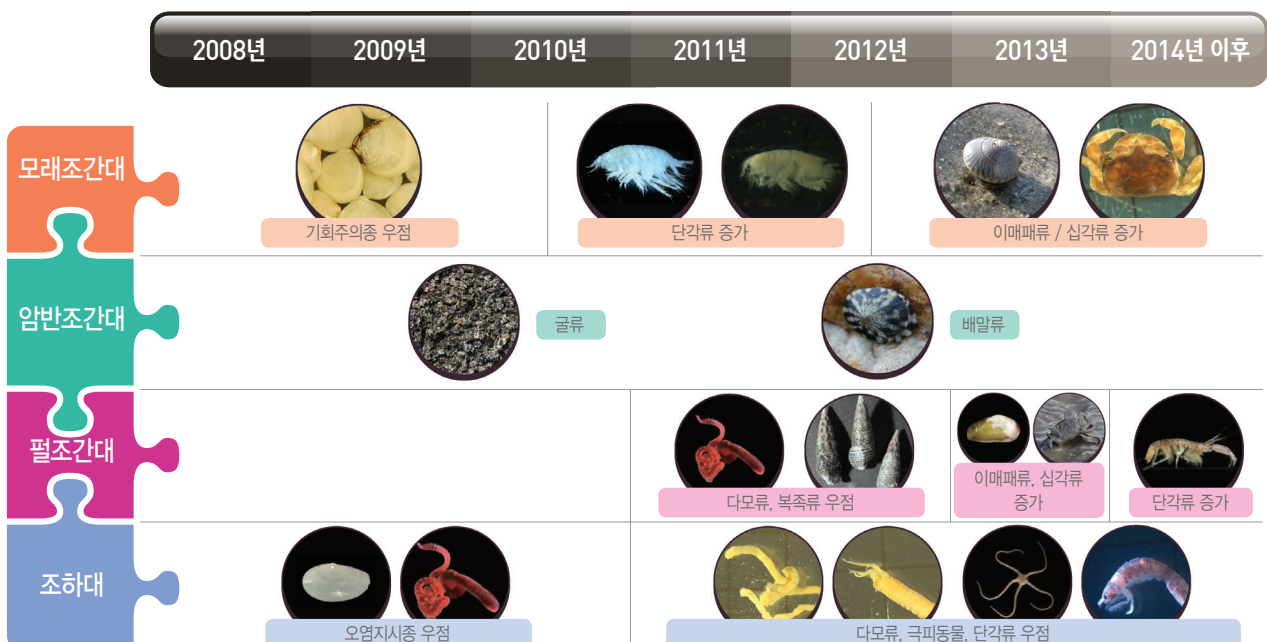 2008년
2009년
2010년
2011년
2012년
2013년
2014년 이후
모래조간대
기회주의종 우점
단각류 증가
이매패류 / 십각류 증가
암반조간대
굴류
배말류
펄조간대
다모류, 복족류 우점
이매패류, 십각류
증가
단각류 증가
조하대
오염지시종 우점
다모류, 극피동물, 단각류 우점